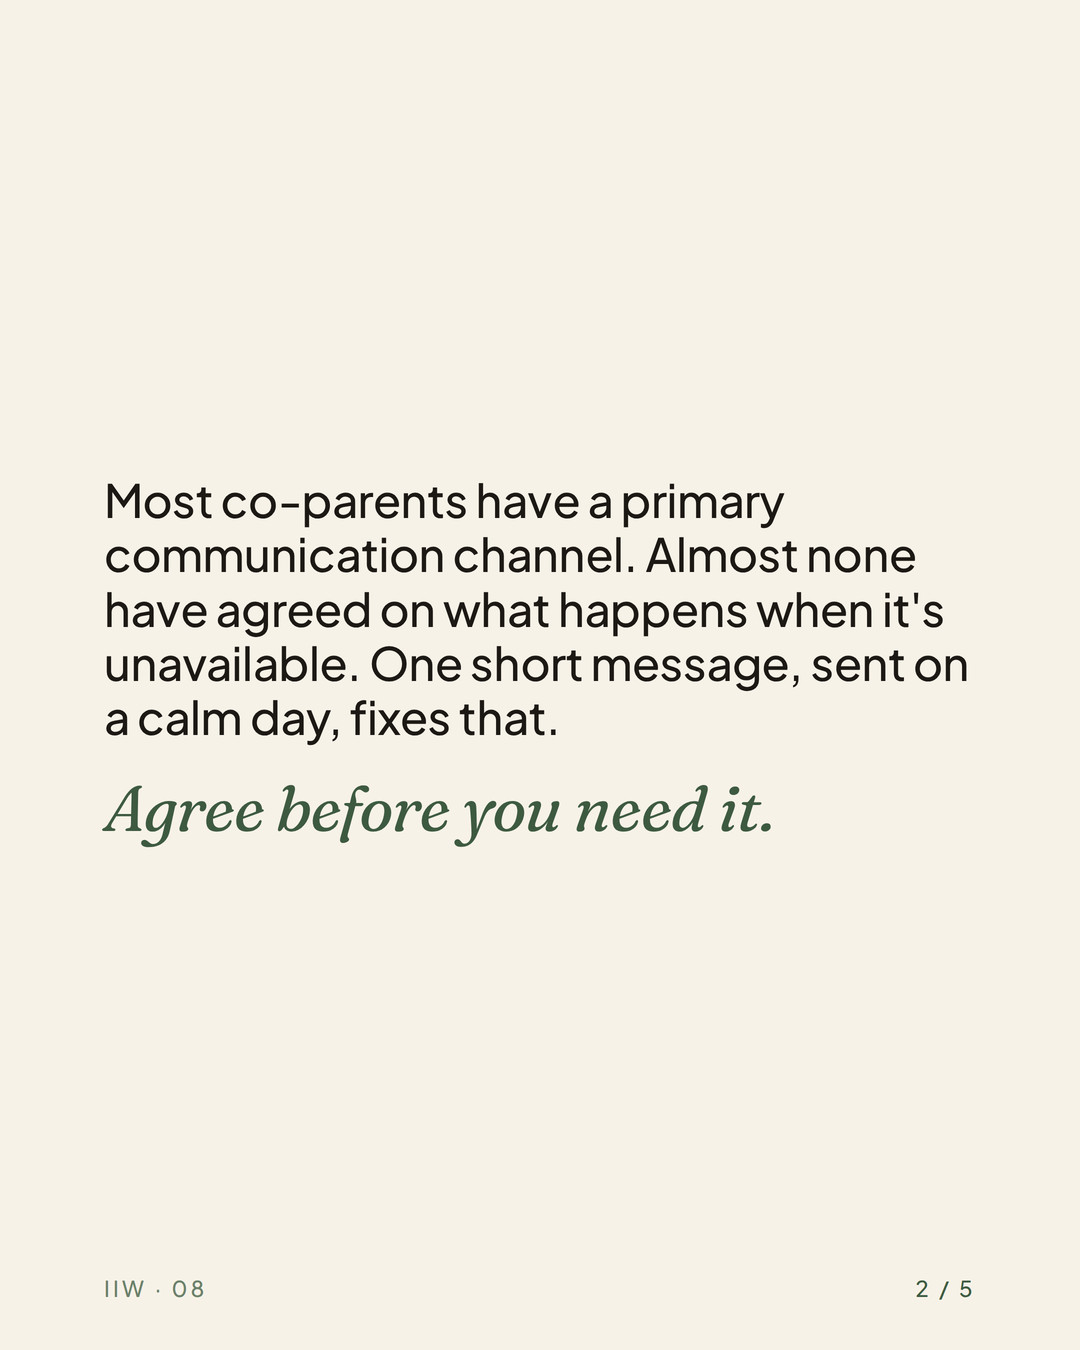 Most co-parents have a primary
communication channel. Almost none
have agreed on what happens when it's
unavailable. One short message, sent on
a calm day, fixes that.
Agree before you need it.
IIW · 08
2 / 5